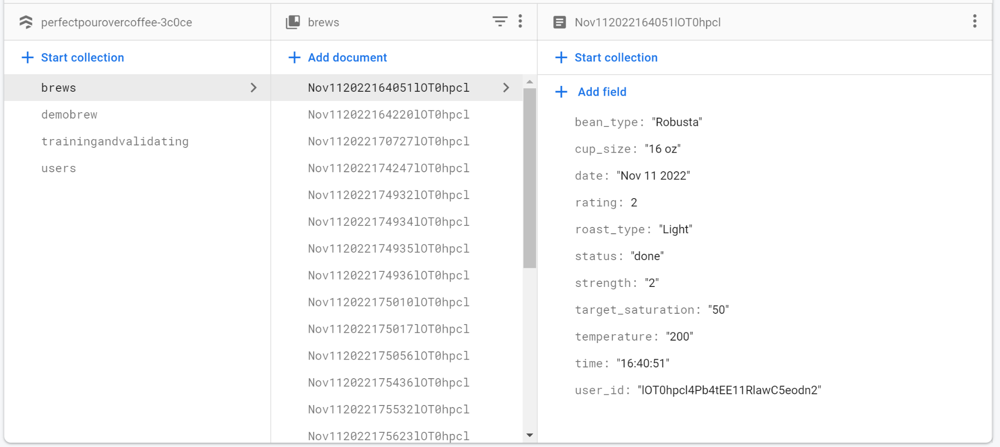 perfectpourovercoffee-3c0ce
Start collection
brews
demobrew
trainingandvalidating
users
brews
Add document
Nov112022164051lOT0hpcl
Nov112022164220lOT0hpcl
Nov112022170727lOT0hpcl
Nov112022174247lOT0hpcl
Nov112022174932lOT0hpcl
Nov112022174934lOT0hpcl
Nov112022174935lOT0hpcl
Nov112022174936lOT0hpcl
Nov112022175010lOT0hpcl
Nov112022175017lOT0hpcl
Nov112022175056lOT0hpcl
Nov112022175436lOT0hpcl
Nov112022175532lOT0hpcl
Nov112022175623lOT0hpcl
Nov112022164051lOT0hpcl
Start collection
Add field
bean_type: "Robusta"
cup_size: "16 oz"
date: "Nov 11 2022"
rating: 2
roast_type: "Light"
status: "done"
strength: "2"
target_saturation: "50"
temperature: "200"
time: "16:40:51"
user_id: "lOT0hpcl4Pb4tEE11RlawC5eodn2"